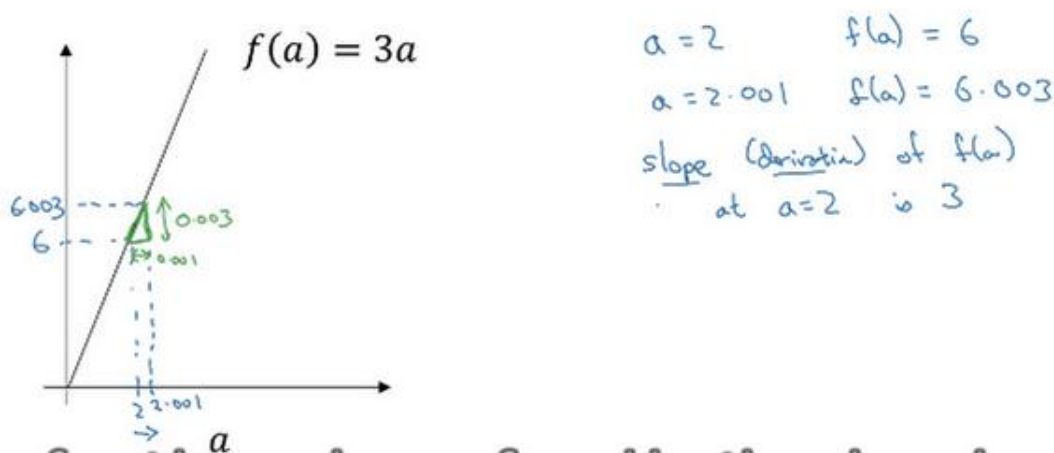 f(a) = 3a
a = 2 f(a) = 6
a = 2.001 f(a) = 6.003
slope (derivative) of f(a)
at a=2 is 3
6.003
0.003
6
0.001
2 2.001
a